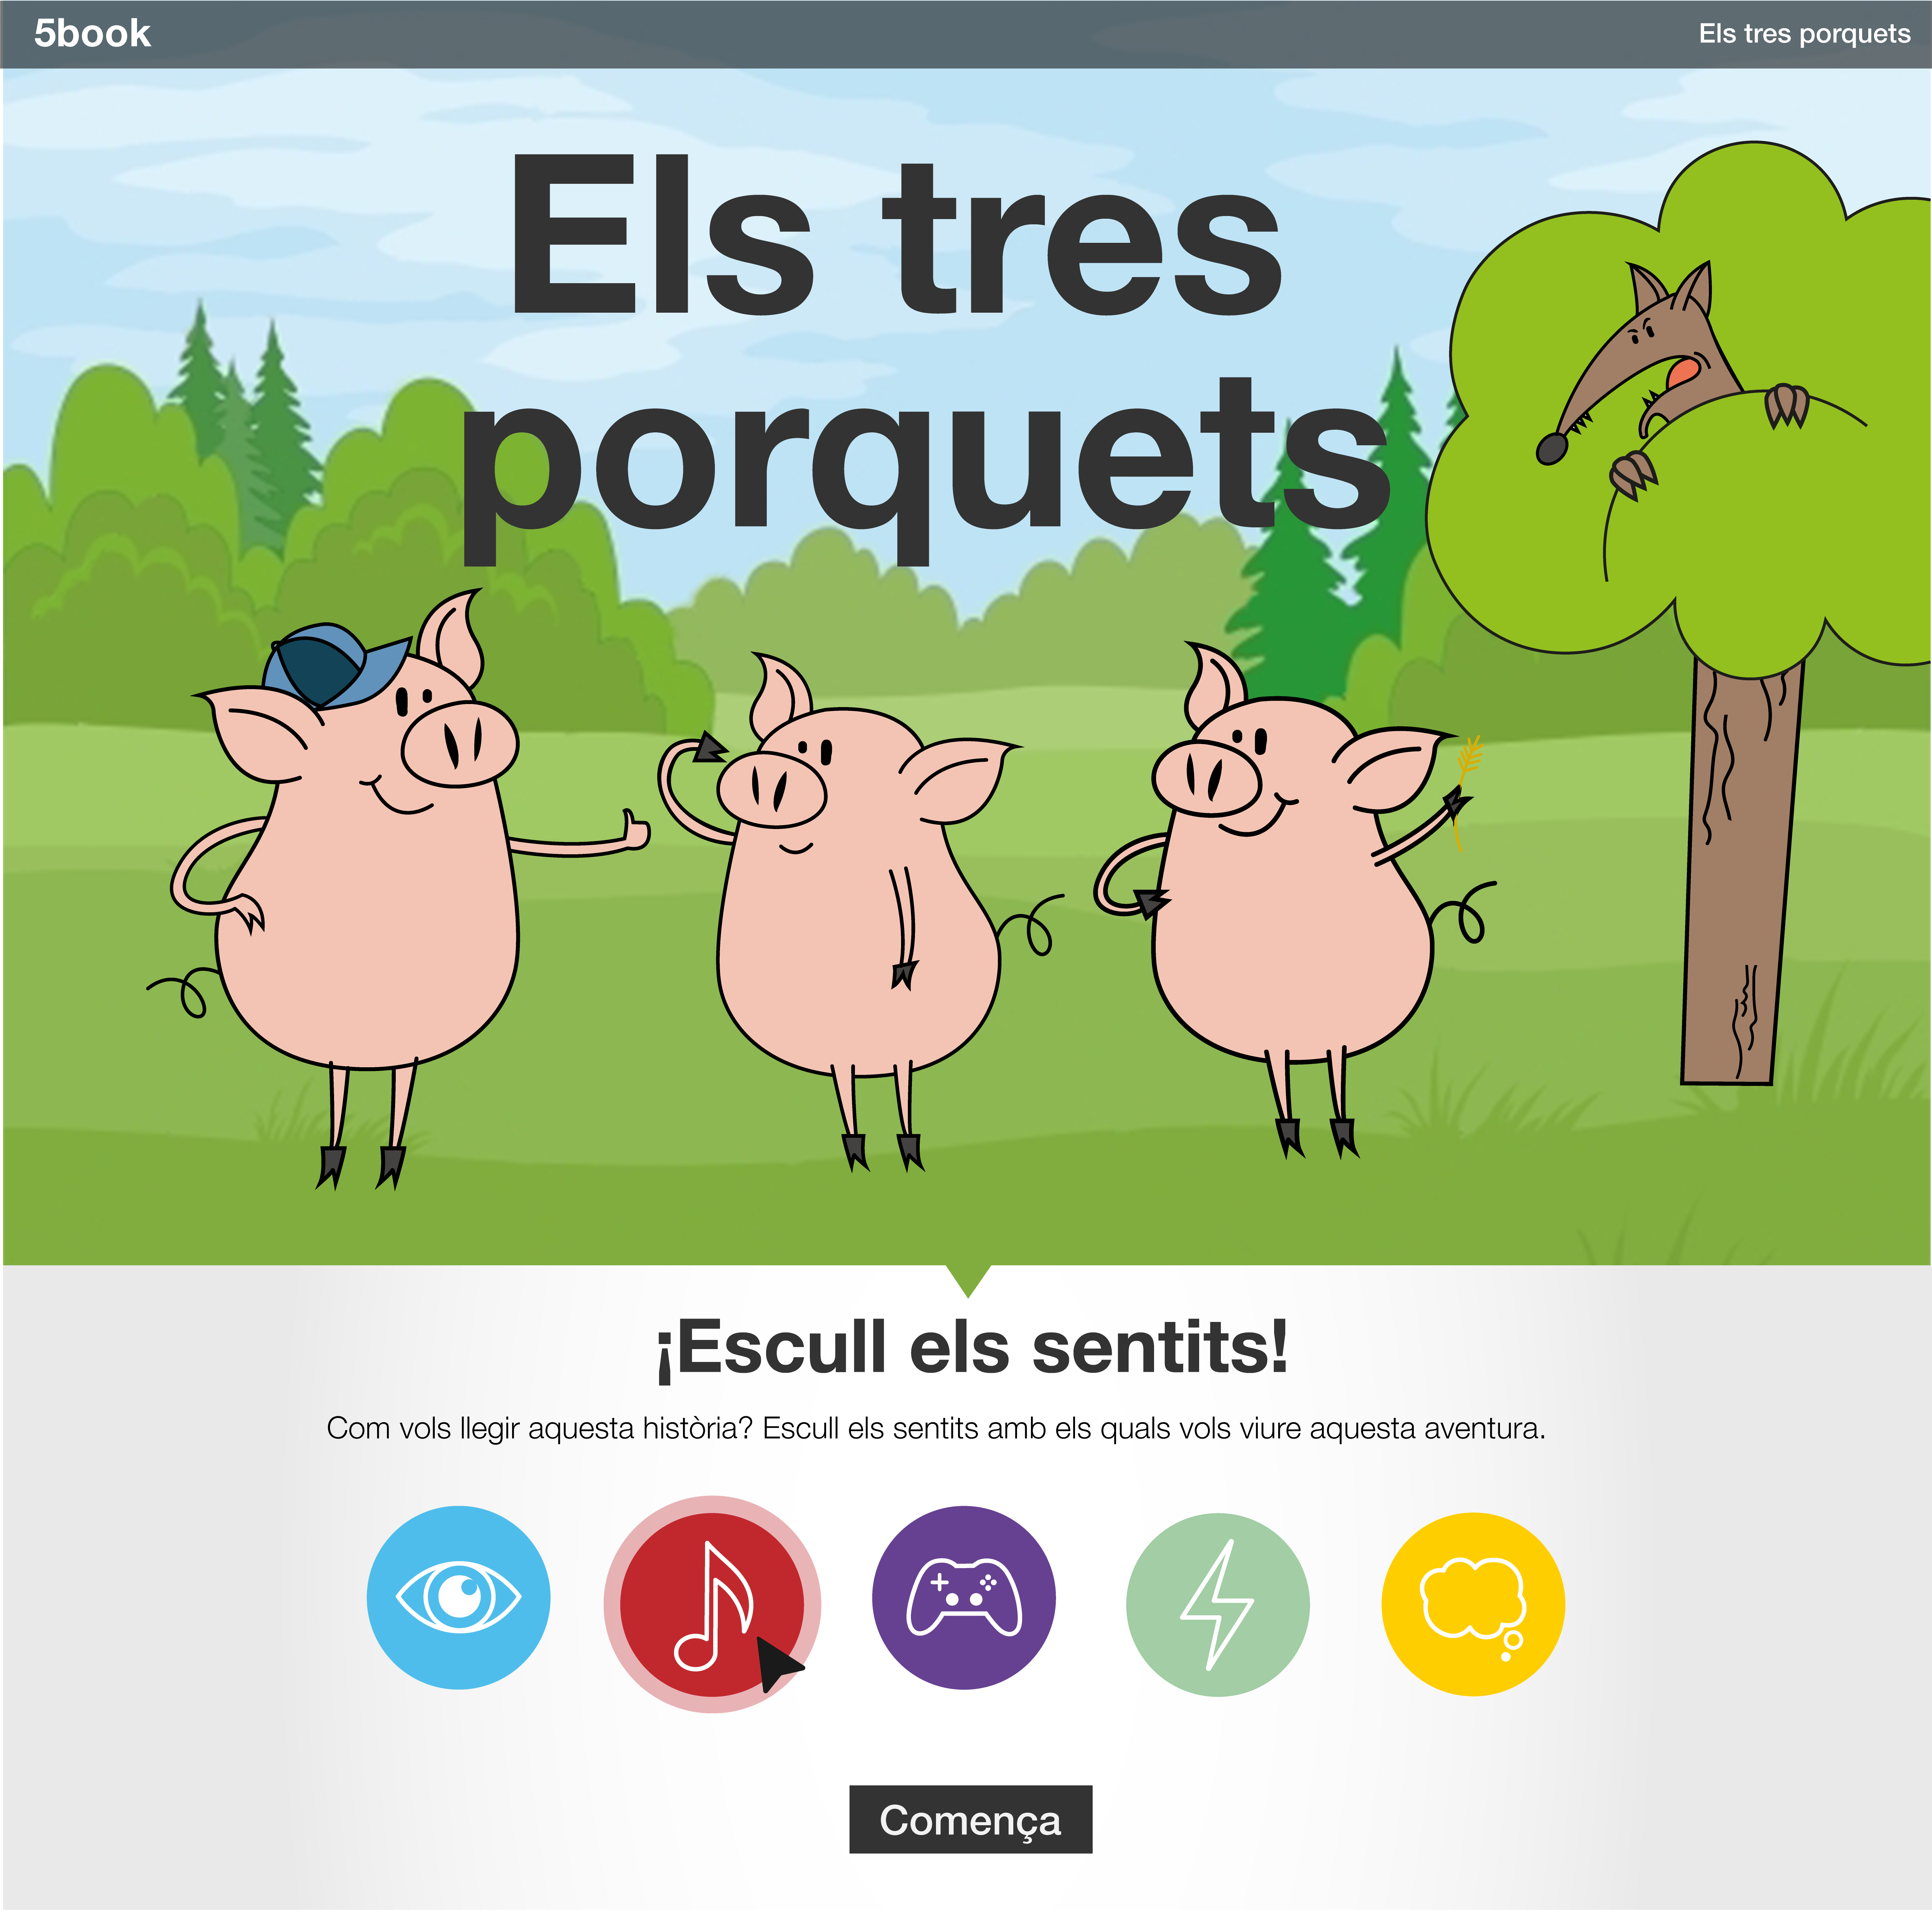 5book
Els tres porquets
Els tres
porquets
¡Escull els sentits!
Com vols llegir aquesta història? Escull els sentits amb els quals vols viure aquesta aventura.
Comença